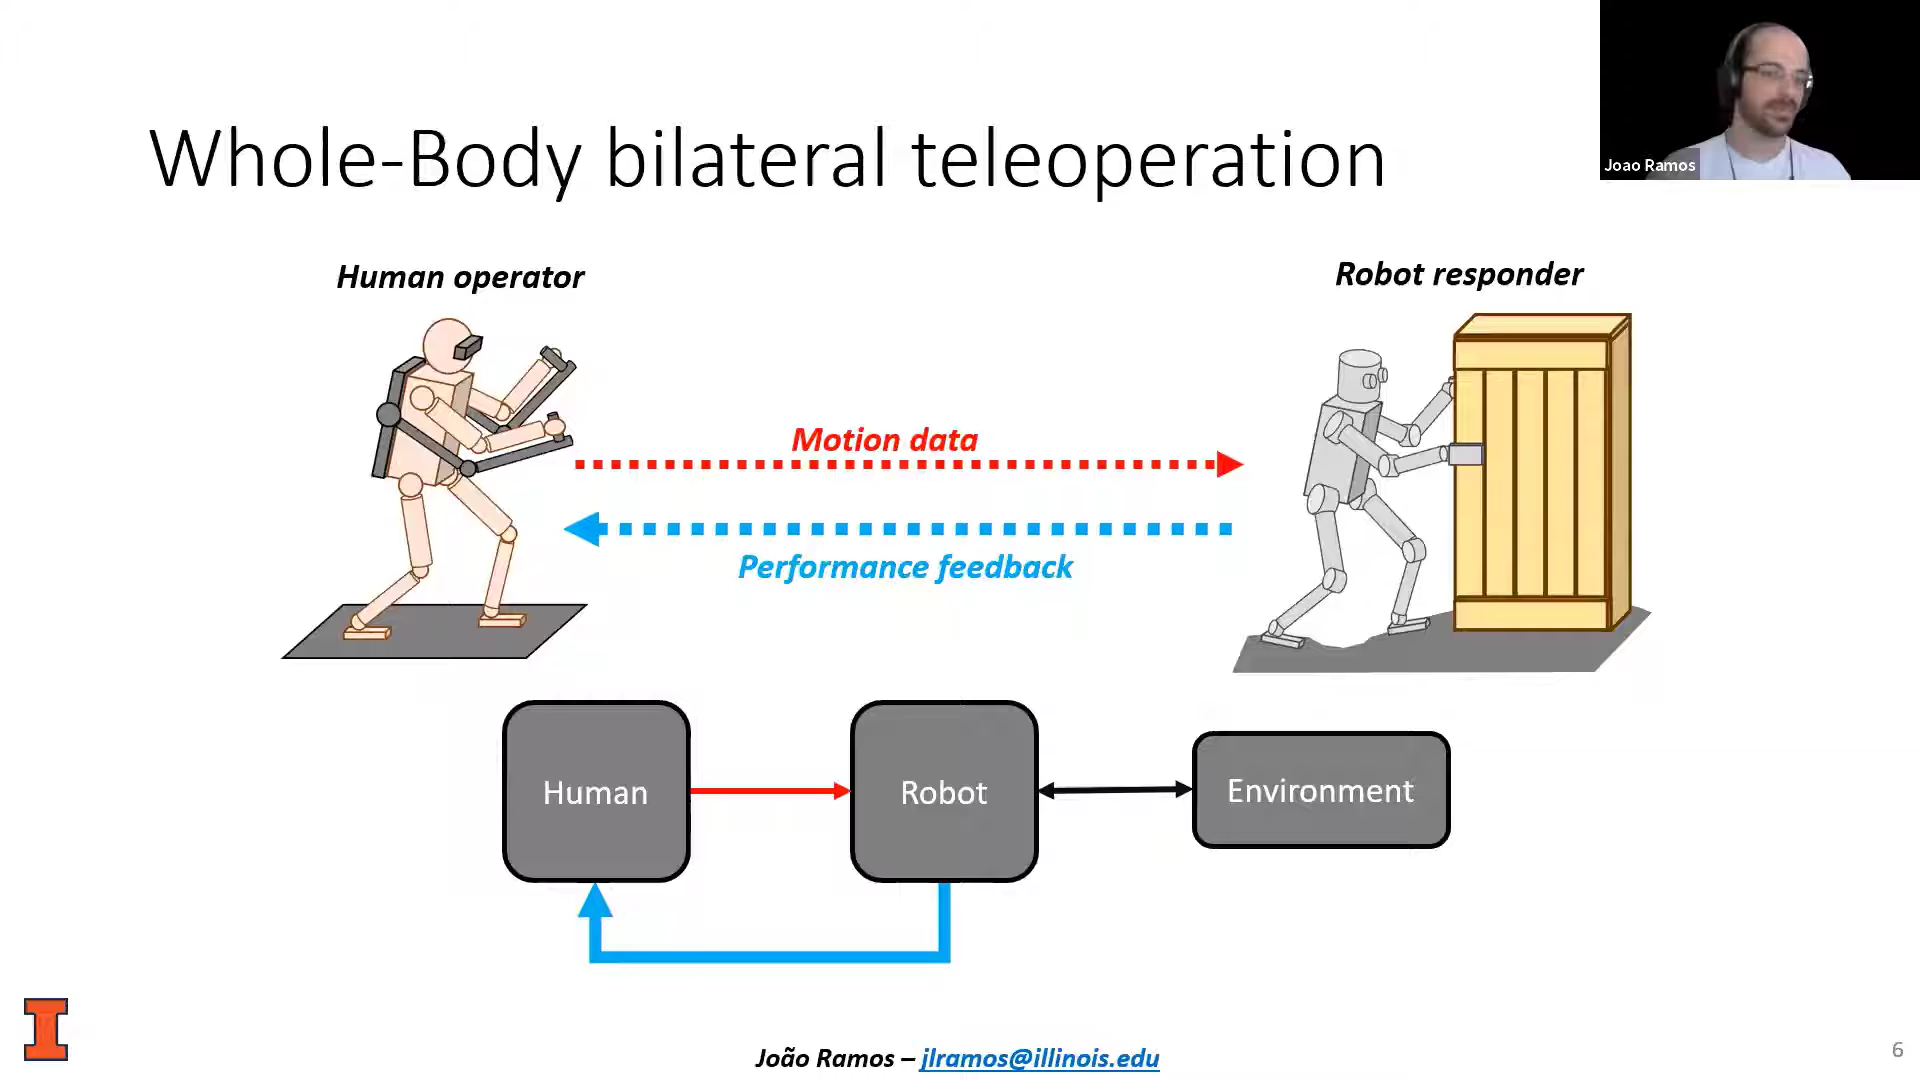 Whole-Body bilateral teleoperation
Joao Ramos
Human operator
Robot responder
Motion data
Performance feedback
Human
Robot
Environment
João Ramos – jlramos@illinois.edu
6